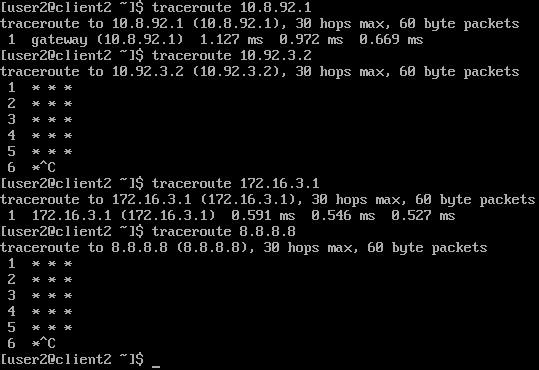 [user2@client2 ~]$ traceroute 10.8.92.1
traceroute to 10.8.92.1 (10.8.92.1), 30 hops max, 60 byte packets
 1  gateway (10.8.92.1)  1.127 ms  0.972 ms  0.669 ms
[user2@client2 ~]$ traceroute 10.92.3.2
traceroute to 10.92.3.2 (10.92.3.2), 30 hops max, 60 byte packets
 1  * * *
 2  * * *
 3  * * *
 4  * * *
 5  * * *
 6  *^C
[user2@client2 ~]$ traceroute 172.16.3.1
traceroute to 172.16.3.1 (172.16.3.1), 30 hops max, 60 byte packets
 1  172.16.3.1 (172.16.3.1)  0.591 ms  0.546 ms  0.527 ms
[user2@client2 ~]$ traceroute 8.8.8.8
traceroute to 8.8.8.8 (8.8.8.8), 30 hops max, 60 byte packets
 1  * * *
 2  * * *
 3  * * *
 4  * * *
 5  * * *
 6  *^C
[user2@client2 ~]$ _